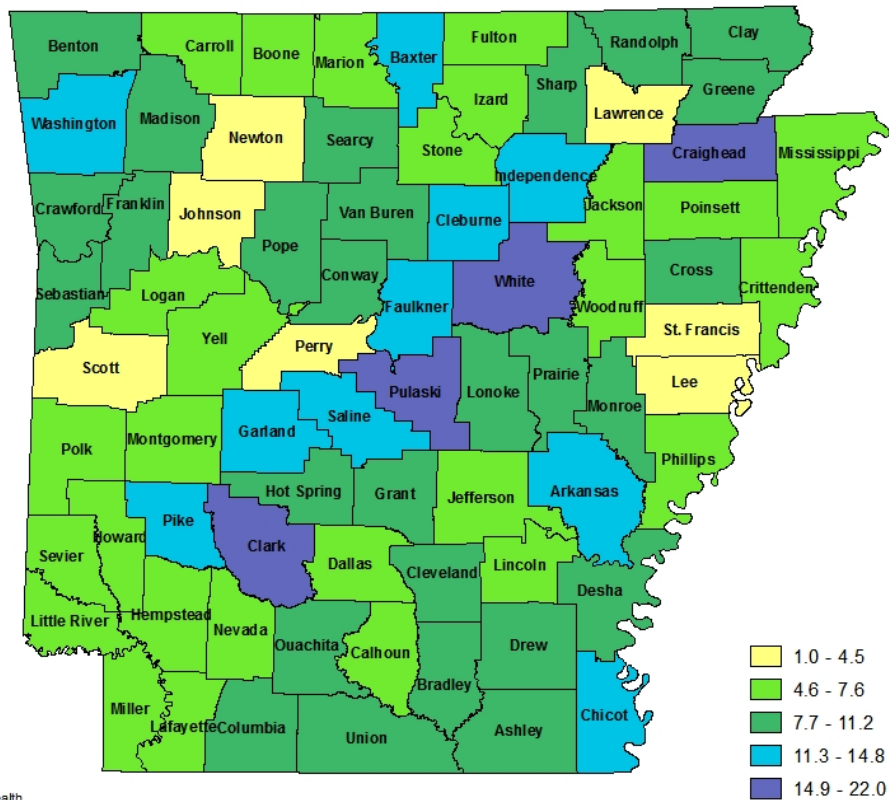 Benton
Carroll
Boone
Marion
Baxter
Fulton
Randolph
Clay
Izard
Sharp
Greene
Washington
Madison
Newton
Searcy
Stone
Lawrence
Craighead
Mississippi
Independence
Jackson
Poinsett
Crawford
Franklin
Johnson
Pope
Van Buren
Cleburne
Conway
White
Cross
Crittenden
Sebastian
Logan
Faulkner
Woodruff
St. Francis
Scott
Yell
Perry
Pulaski
Lonoke
Prairie
Monroe
Lee
Polk
Montgomery
Garland
Saline
Phillips
Hot Spring
Grant
Jefferson
Arkansas
Pike
Clark
Howard
Sevier
Dallas
Cleveland
Lincoln
Desha
Little River
Hempstead
Nevada
Ouachita
Calhoun
Drew
Bradley
Miller
Lafayette
Columbia
Union
Ashley
Chicot
1.0 - 4.5
4.6 - 7.6
7.7 - 11.2
11.3 - 14.8
14.9 - 22.0